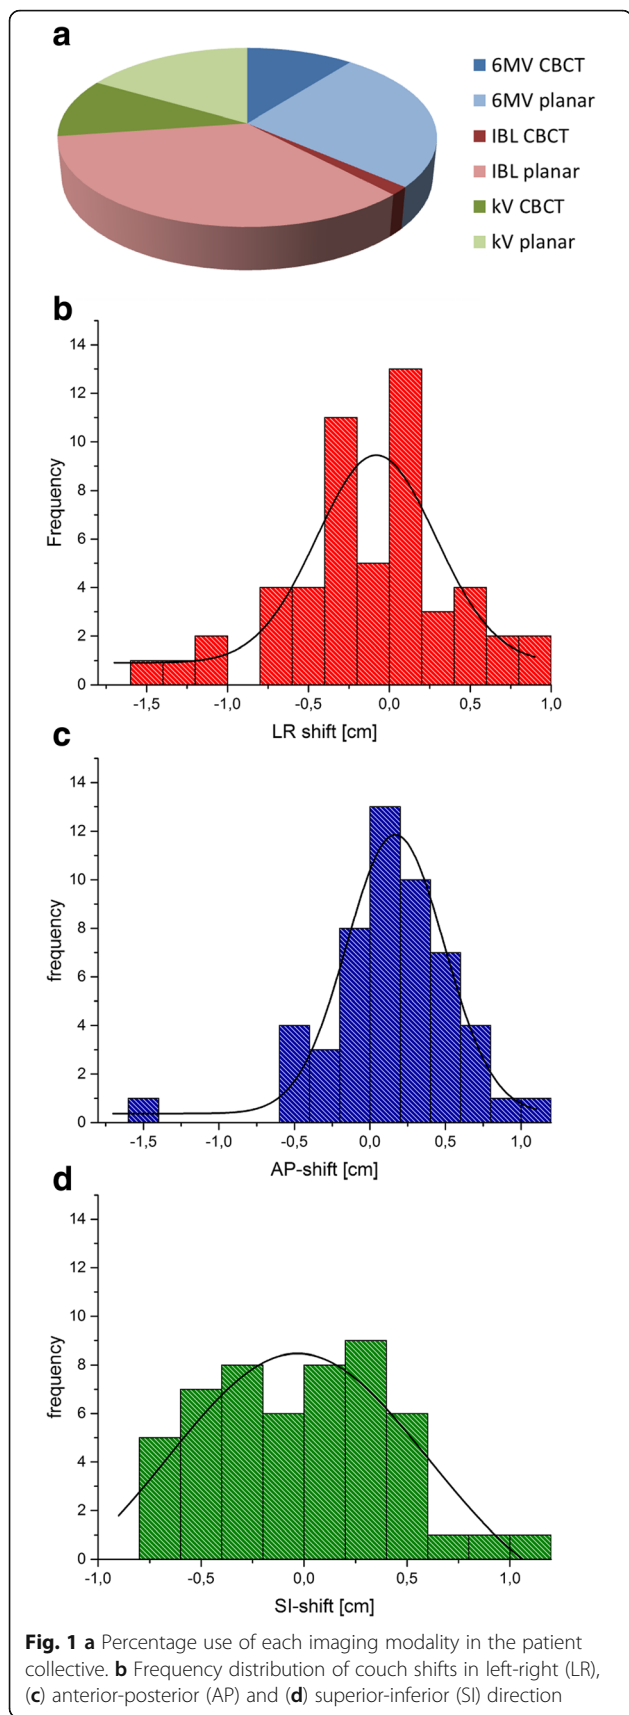 a
6MV CBCT
6MV planar
IBL CBCT
IBL planar
kV CBCT
kV planar
b
14
12
10
8
6
4
2
0
Frequency
-1,5 -1,0 -0,5 0,0 0,5 1,0
LR shift [cm]
c
14
12
10
8
6
4
2
0
frequency
-1,5 -1,0 -0,5 0,0 0,5 1,0
AP-shift [cm]
d
14
12
10
8
6
4
2
0
frequency
-1,0 -0,5 0,0 0,5 1,0
SI-shift [cm]
Fig. 1 a Percentage use of each imaging modality in the patient
collective. b Frequency distribution of couch shifts in left-right (LR),
(c) anterior-posterior (AP) and (d) superior-inferior (SI) direction